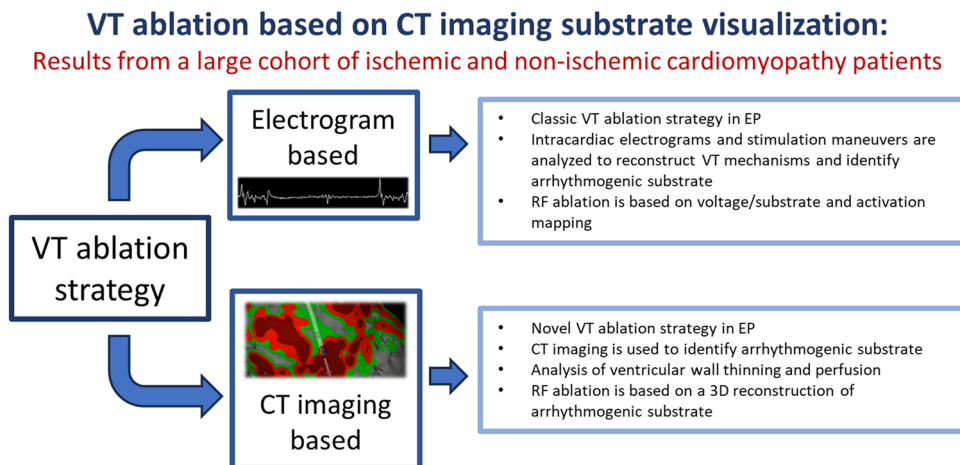 VT ablation based on CT imaging substrate visualization:
Results from a large cohort of ischemic and non-ischemic cardiomyopathy patients
VT ablation
strategy
Electrogram
based
• Classic VT ablation strategy in EP
• Intracardiac electrograms and stimulation maneuvers are
analyzed to reconstruct VT mechanisms and identify
arrhythmogenic substrate
• RF ablation is based on voltage/substrate and activation
mapping
CT imaging
based
• Novel VT ablation strategy in EP
• CT imaging is used to identify arrhythmogenic substrate
• Analysis of ventricular wall thinning and perfusion
• RF ablation is based on a 3D reconstruction of
arrhythmogenic substrate